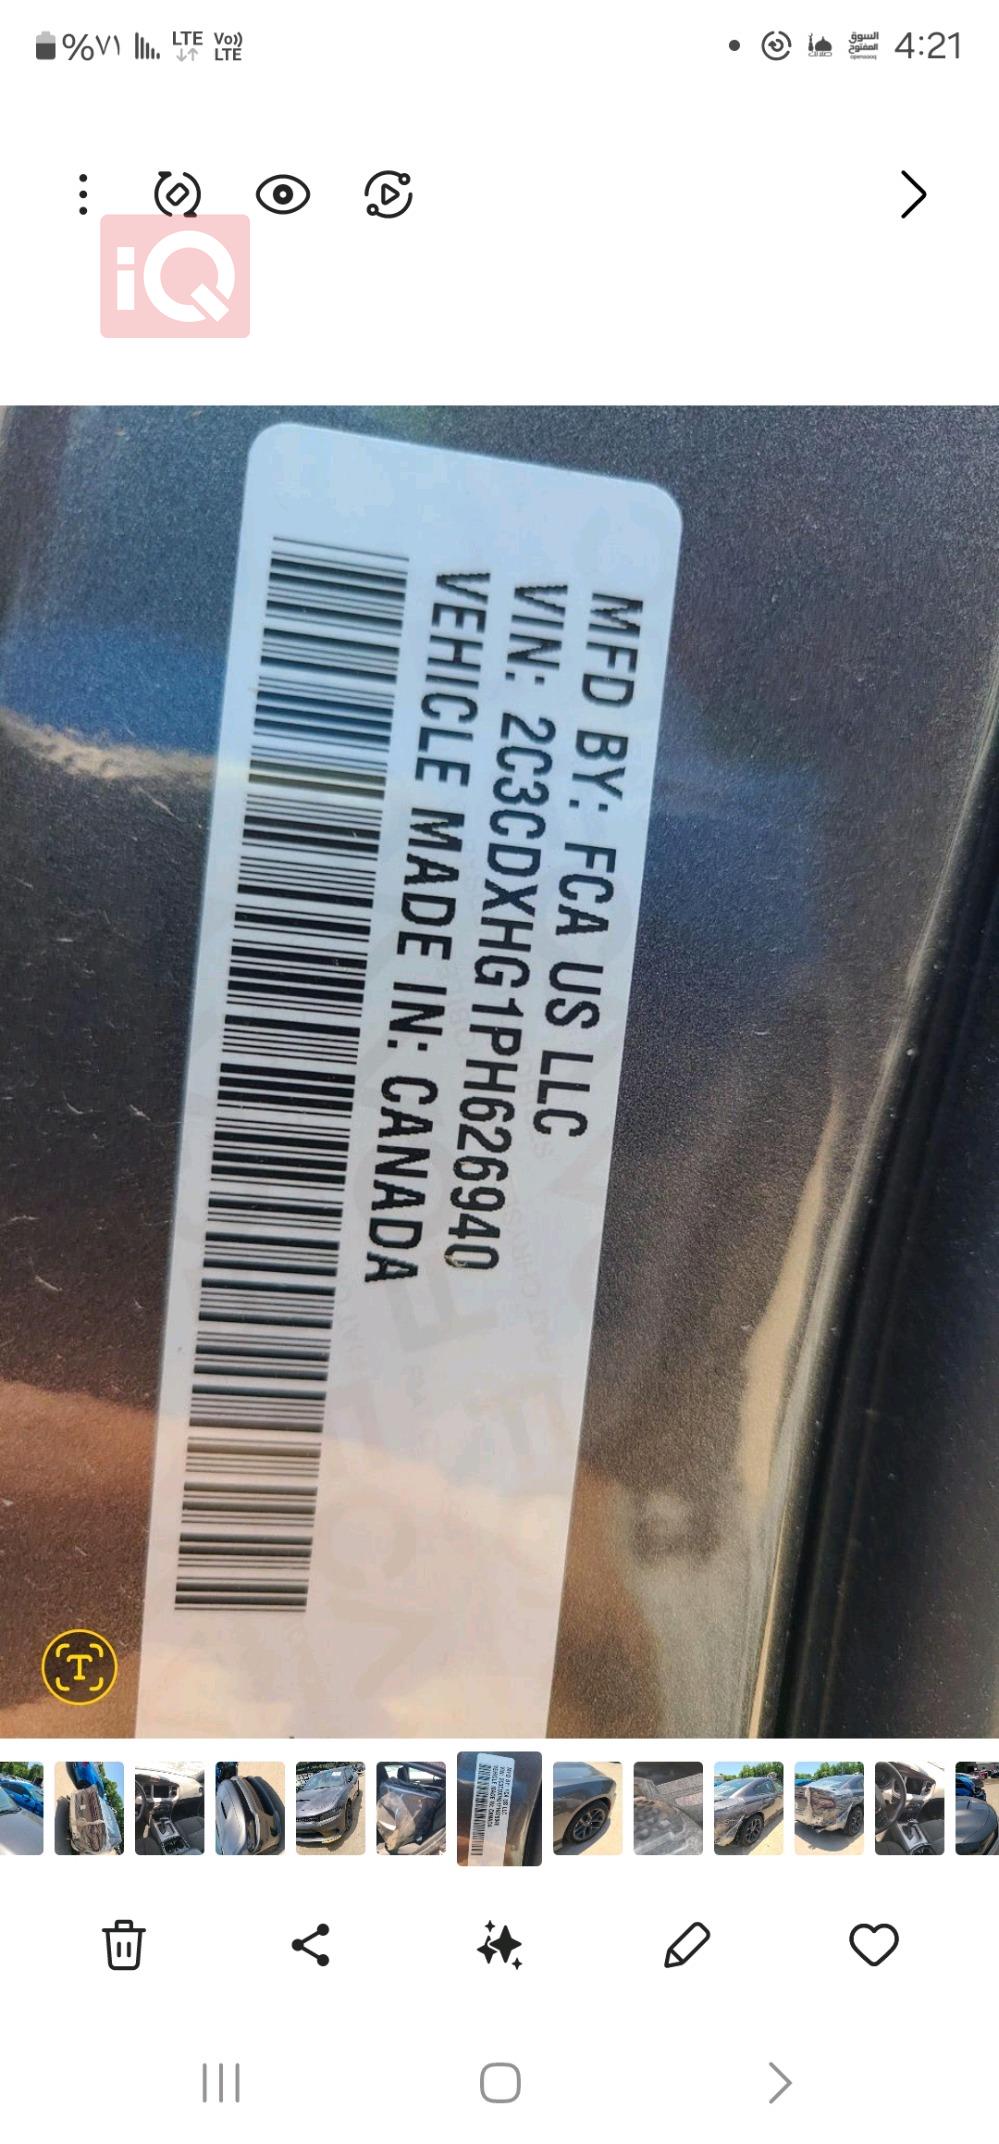 %٧١ LTE Vo)) LTE
السوق المفتوح opensooq 4:21
iQ
MFD BY: FCA US LLC
VIN: 2C3CDXHG1PH626940
VEHICLE MADE IN: CANADA
T